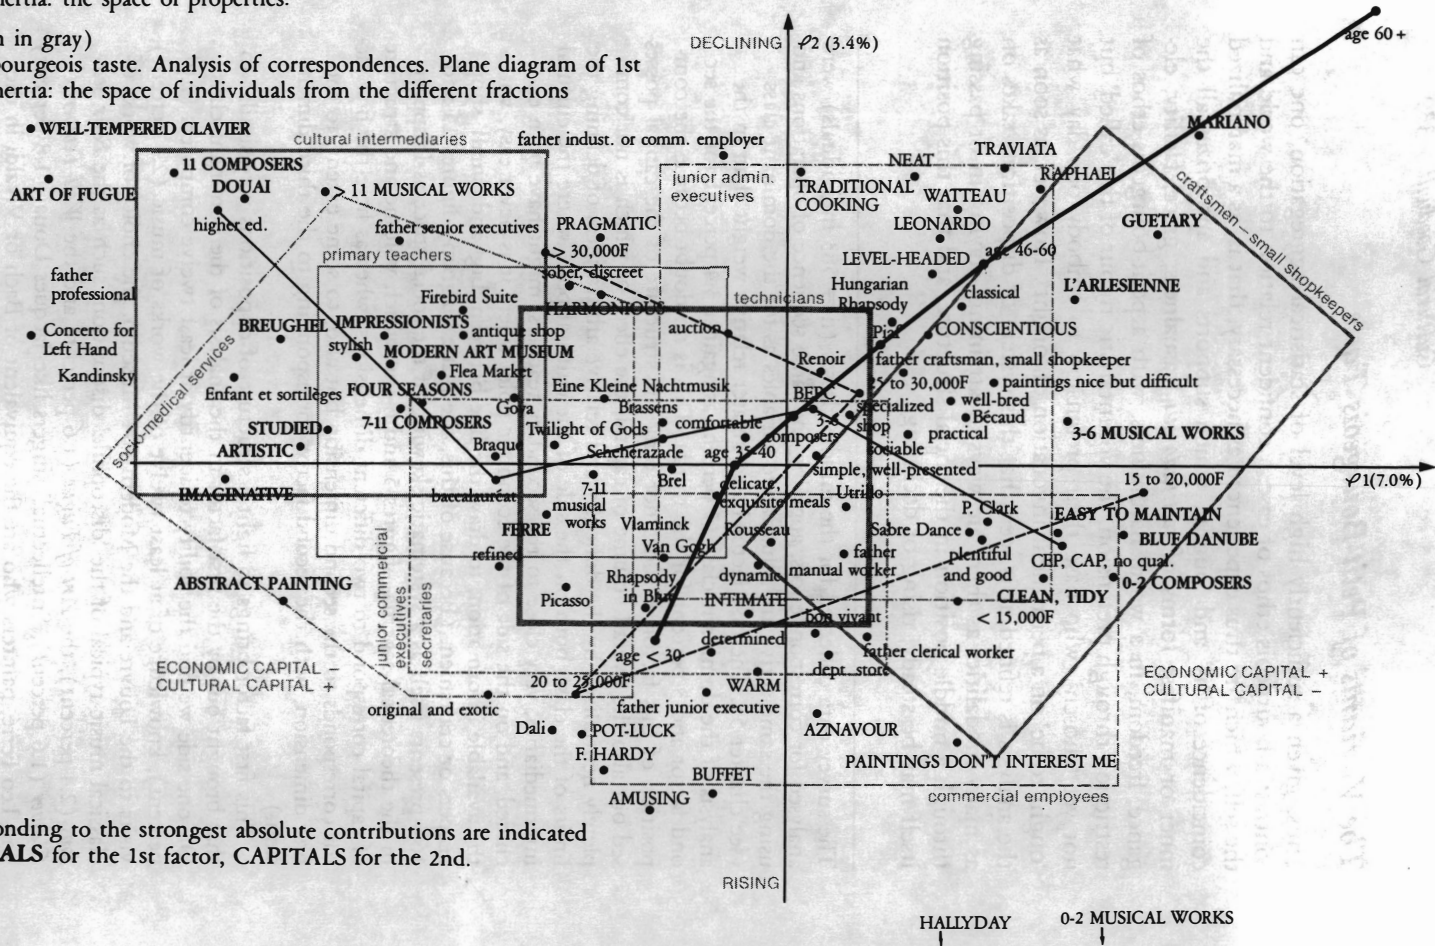 ertia: the space of properties.
n in gray)
ourgeois taste. Analysis of correspondences. Plane diagram of 1st
nertia: the space of individuals from the different fractions
DECLINING
φ2 (3.4%)
age 60 +
WELL-TEMPERED CLAVIER
cultural intermediaries
father indust. or comm. employer
MARIANO
11 COMPOSERS
junior admin.
executives
NEAT
TRAVIATA
RAPHAEL
craftsmen – small shopkeepers
ART OF FUGUE
DOUAI
> 11 MUSICAL WORKS
TRADITIONAL
COOKING
WATTEAU
higher ed.
father senior executives
PRAGMATIC
LEONARDO
GUETARY
primary teachers
> 30,000F
age 46-60
LEVEL-HEADED
father
professional
sober, discreet
HARMONIOUS
technicians
Hungarian
Rhapsody
classical
L'ARLESIENNE
Firebird Suite
Concerto for
Left Hand
BREUGHEL
IMPRESSIONISTS
antique shop
auction
Piaf
CONSCIENTIOUS
stylish
MODERN ART MUSEUM
Renoir
father craftsman, small shopkeeper
Kandinsky
Flea Market
25 to 30,000F
paintings nice but difficult
socio-medical services
Enfant et sortilèges
FOUR SEASONS
Eine Kleine Nachtmusik
BEPC
well-bred
Goya
Brassens
specialized
shop
Bécaud
STUDIED
7-11 COMPOSERS
Twilight of Gods
comfortable
3-6
composers
practical
3-6 MUSICAL WORKS
ARTISTIC
Braque
Scheherazade
age 35-40
sociable
simple, well-presented
IMAGINATIVE
baccalauréat
7-11
musical
works
Brel
delicate,
exquisite meals
Utrillo
15 to 20,000F
φ1(7.0%)
FERRE
Vlaminck
Rousseau
P. Clark
Sabre Dance
EASY TO MAINTAIN
BLUE DANUBE
refined
Van Gogh
father
manual worker
plentiful
and good
CEP, CAP, no qual.
ABSTRACT PAINTING
Picasso
Rhapsody
in Blue
dynamic
0-2 COMPOSERS
INTIMATE
CLEAN, TIDY
< 15,000F
junior commercial
executives
secretaries
bon vivant
determined
age < 30
father clerical worker
ECONOMIC CAPITAL –
CULTURAL CAPITAL +
dept. store
ECONOMIC CAPITAL +
CULTURAL CAPITAL –
20 to 25,000F
WARM
original and exotic
father junior executive
Dali
POT-LUCK
AZNAVOUR
F. HARDY
PAINTINGS DON'T INTEREST ME
BUFFET
AMUSING
commercial employees
onding to the strongest absolute contributions are indicated
ALS for the 1st factor, CAPITALS for the 2nd.
RISING
HALLYDAY
0-2 MUSICAL WORKS